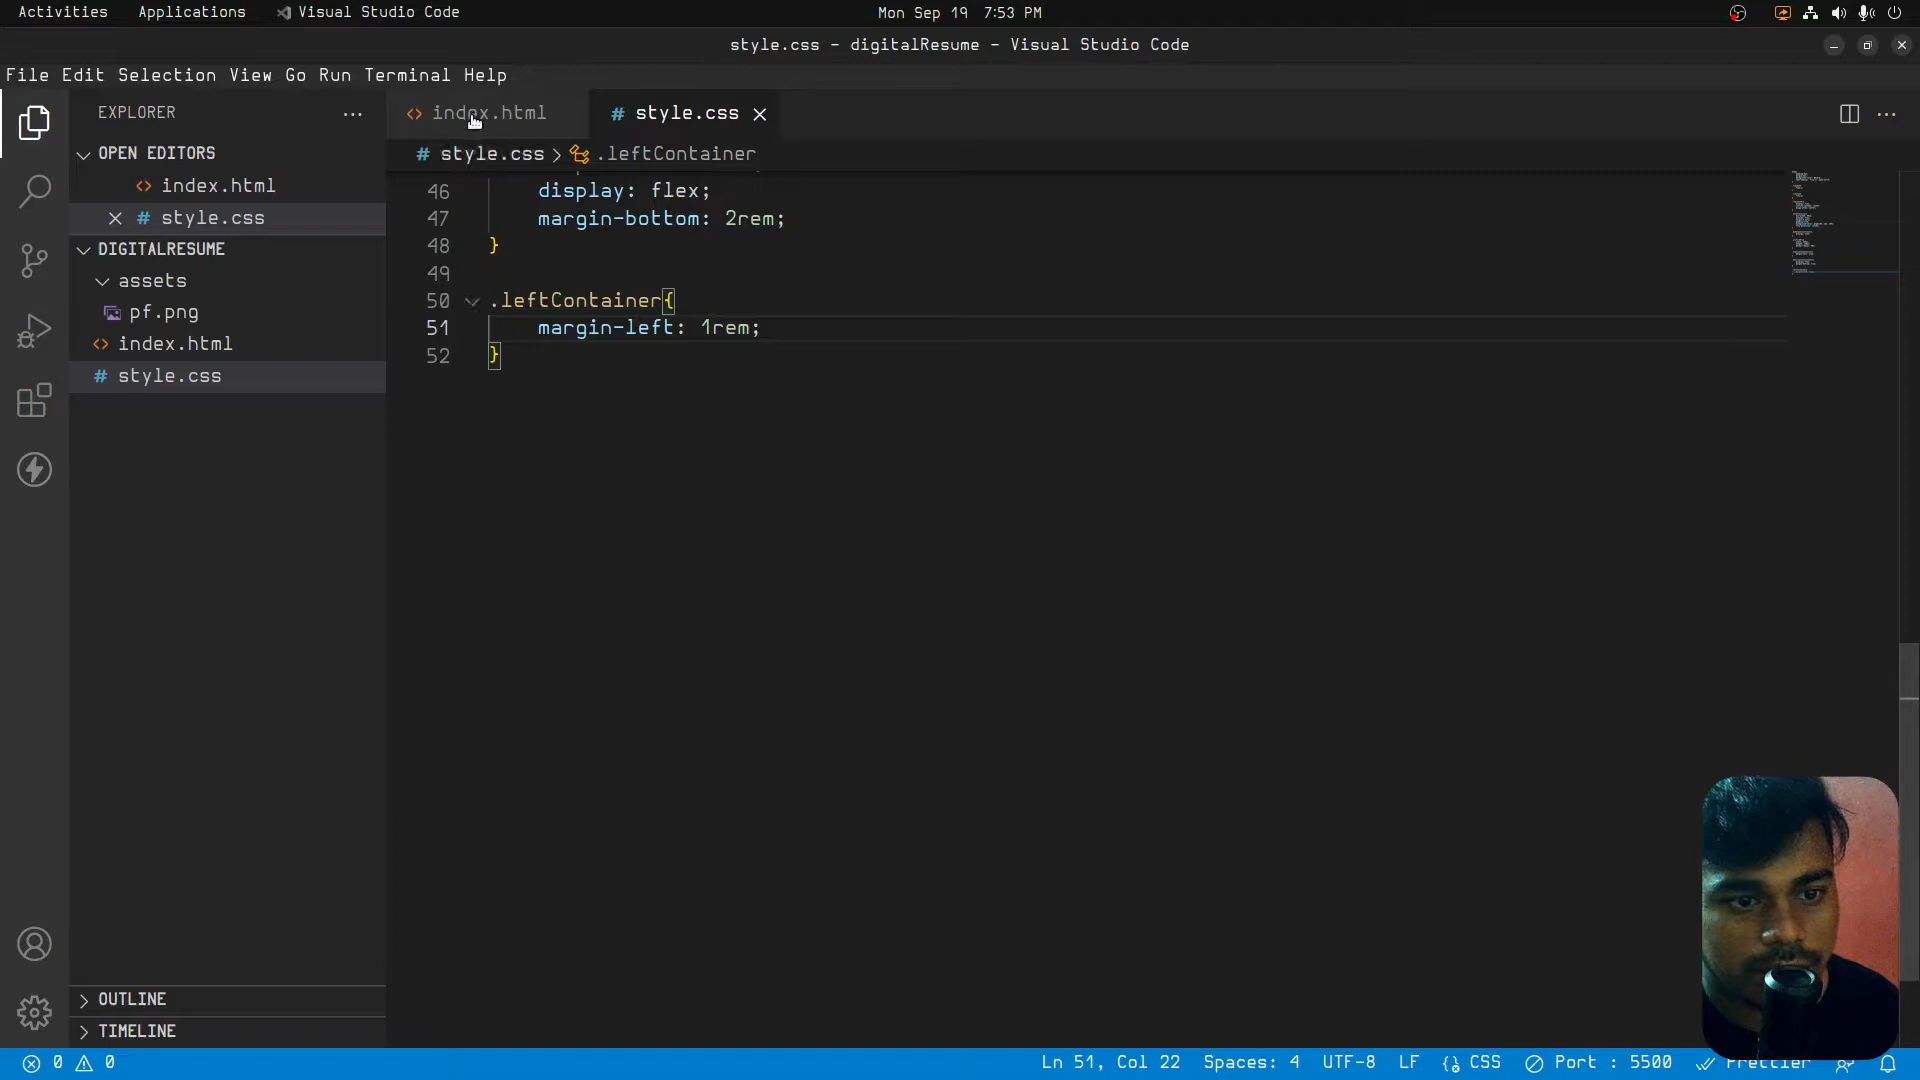 Activities Applications Visual Studio Code Mon Sep 19 7:53 PM
style.css - digitalResume - Visual Studio Code
File Edit Selection View Go Run Terminal Help
EXPLORER
OPEN EDITORS
index.html
# style.css
DIGITALRESUME
assets
pf.png
index.html
# style.css
OUTLINE
TIMELINE
index.html # style.css
# style.css > .leftContainer
46 display: flex;
47 margin-bottom: 2rem;
48 }
49
50 .leftContainer{
51 margin-left: 1rem;
52 }
0 0 Ln 51, Col 22 Spaces: 4 UTF-8 LF CSS Port : 5500 Prettier